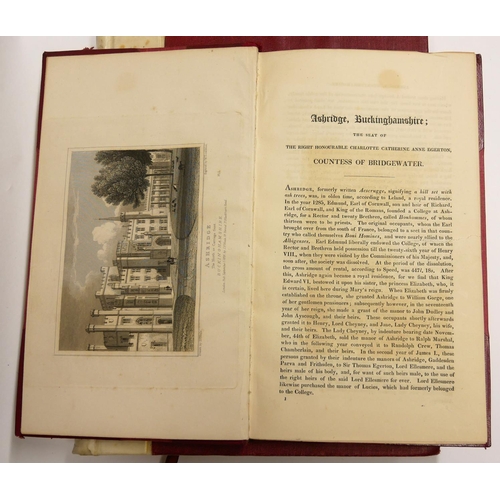 Ashridge, Buckinghamshire;
THE SEAT OF
THE RIGHT HONOURABLE CHARLOTTE CATHERINE ANNE EGERTON,
COUNTESS OF BRIDGEWATER.
ASHRIDGE, formerly written Asserugge, signifying a hill set with
ash trees, was, in olden time, according to Leland, a royal residence.
In the year 1285, Edmund, Earl of Cornwall, son and heir of Richard,
Earl of Cornwall, and King of the Romans, founded a College at Ash-
ridge, for a Rector and twenty Brethren, called Bonhommes, of whom
thirteen were to priests. The original occupants, whom the Earl
brought over from the south of France, belonged to a sect in that coun-
try who called themselves Boni Homines, and were nearly allied to the
Albigenses. Earl Edmund liberally endowed the College, of which the
Rector and Brethren held possession till the twenty-sixth year of Henry
VIII., when they were visited by the Commissioners of his Majesty, and,
soon after, the society was dissolved. At the period of the dissolution,
the gross amount of rental, according to Speed, was 447l, 18s. After
this, Ashridge again became a royal residence, for we find that King
Edward VI. bestowed it upon his sister, the princess Elizabeth, who, it
is certain, lived here during Mary's reign. When Elizabeth was firmly
established on the throne, she granted Ashridge to William Gorge, one
of her gentlemen pensioners; subsequently however, in the seventeenth
year of her reign, she made a grant of the manor to John Dudley and
John Ayscough, and their heirs. These occupants shortly afterwards
granted it to Henry, Lord Cheyney, and Jane, Lady Cheyney, his wife,
and their heirs. The Lady Cheyney, by indenture bearing date Novem-
ber, 44th of Elizabeth, sold the manor of Ashridge to Ralph Marshal,
who in the following year conveyed it to Randulph Crew, Thomas
Chamberlain, and their heirs. In the second year of James I., these
persons granted by their indenture the manors of Ashridge, Gaddesden
Parva and Frithsden, to Sir Thomas Egerton, Lord Ellesmere, and the
heirs male of his body, and, for want of such heirs male, to the use of
the right heirs of the said Lord Ellesmere for ever. Lord Ellesmere
likewise purchased the manor of Lucies, which had formerly belonged
to the College.
ASHRIDGE
BUCKINGHAMSHIRE